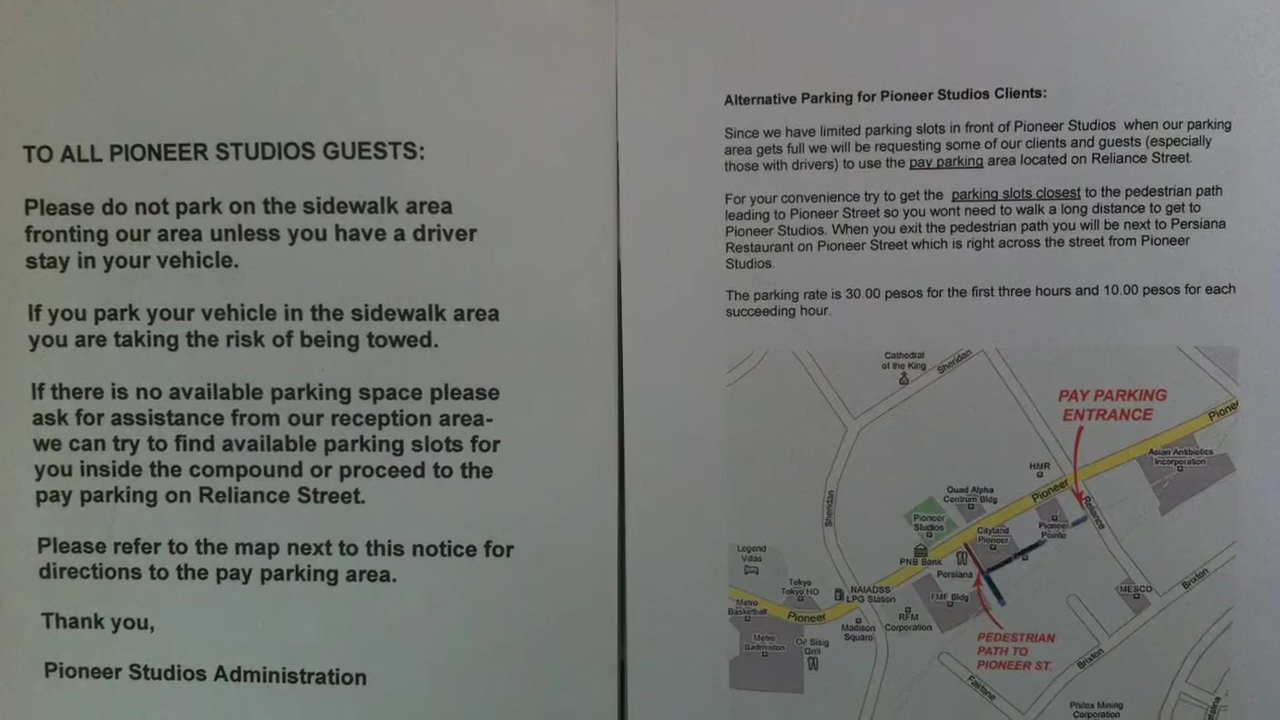 TO ALL PIONEER STUDIOS GUESTS:
Please do not park on the sidewalk area
fronting our area unless you have a driver
stay in your vehicle.
If you park your vehicle in the sidewalk area
you are taking the risk of being towed.
If there is no available parking space please
ask for assistance from our reception area-
we can try to find available parking slots for
you inside the compound or proceed to the
pay parking on Reliance Street.
Please refer to the map next to this notice for
directions to the pay parking area.
Thank you,
Pioneer Studios Administration
Alternative Parking for Pioneer Studios Clients:
Since we have limited parking slots in front of Pioneer Studios when our parking
area gets full we will be requesting some of our clients and guests (especially
those with drivers) to use the pay parking area located on Reliance Street.
For your convenience try to get the parking slots closest to the pedestrian path
leading to Pioneer Street so you wont need to walk a long distance to get to
Pioneer Studios. When you exit the pedestrian path you will be next to Persiana
Restaurant on Pioneer Street which is right across the street from Pioneer
Studios.
The parking rate is 30.00 pesos for the first three hours and 10.00 pesos for each
succeeding hour.
Cathedral
of the King
Sheridan
PAY PARKING
ENTRANCE
Pioneer
Asian Antibiotics
Incorporation
HMR
Quad Alpha
Centrum Bldg
Pioneer
Sheridan
Reliance
Pioneer
Studios
Cityland
Pioneer
Pioneer
Pointe
PNB Bank
Persiana
Legend
Villas
Tokyo
Tokyo HD
NAIADSS
LPG Station
FMF Bldg
MESCO
Brixton
Metro
Basketball
Pioneer
Madison
Square
RFM
Corporation
Metro
Badminton
Ol' Sisig
Grill
PEDESTRIAN
PATH TO
PIONEER ST.
Brixton
Fairlane
Philex Mining
Corporation